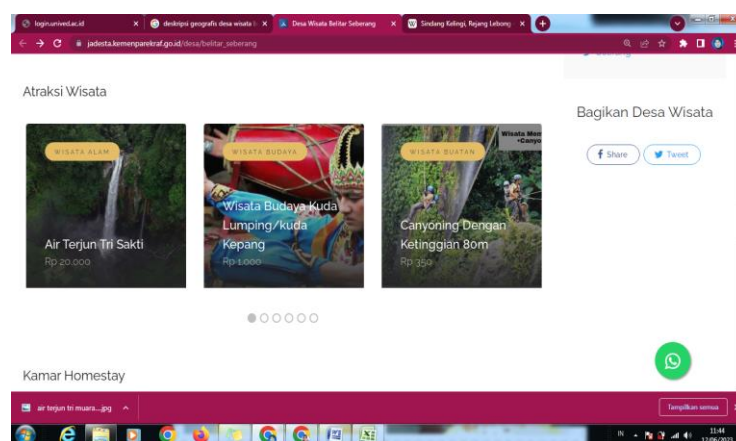 login.unived.ac.id
deskripsi geografis desa wisata
Desa Wisata Belitar Seberang
Sindang Kelingi, Rejang Lebong
jadesta.kemenparekraf.go.id/desa/belitar_seberang
Atraksi Wisata
Bagikan Desa Wisata
Share
Tweet
WISATA ALAM
Air Terjun Tri Sakti
Rp 20.000
WISATA BUDAYA
Wisata Budaya Kuda
Lumping/kuda
Kepang
Rp 1.000
WISATA BUATAN
Canyoning Dengan
Ketinggian 80m
Rp 350
Kamar Homestay
air terjun tri muara....jpg
Tampilkan semua
IN
11:44